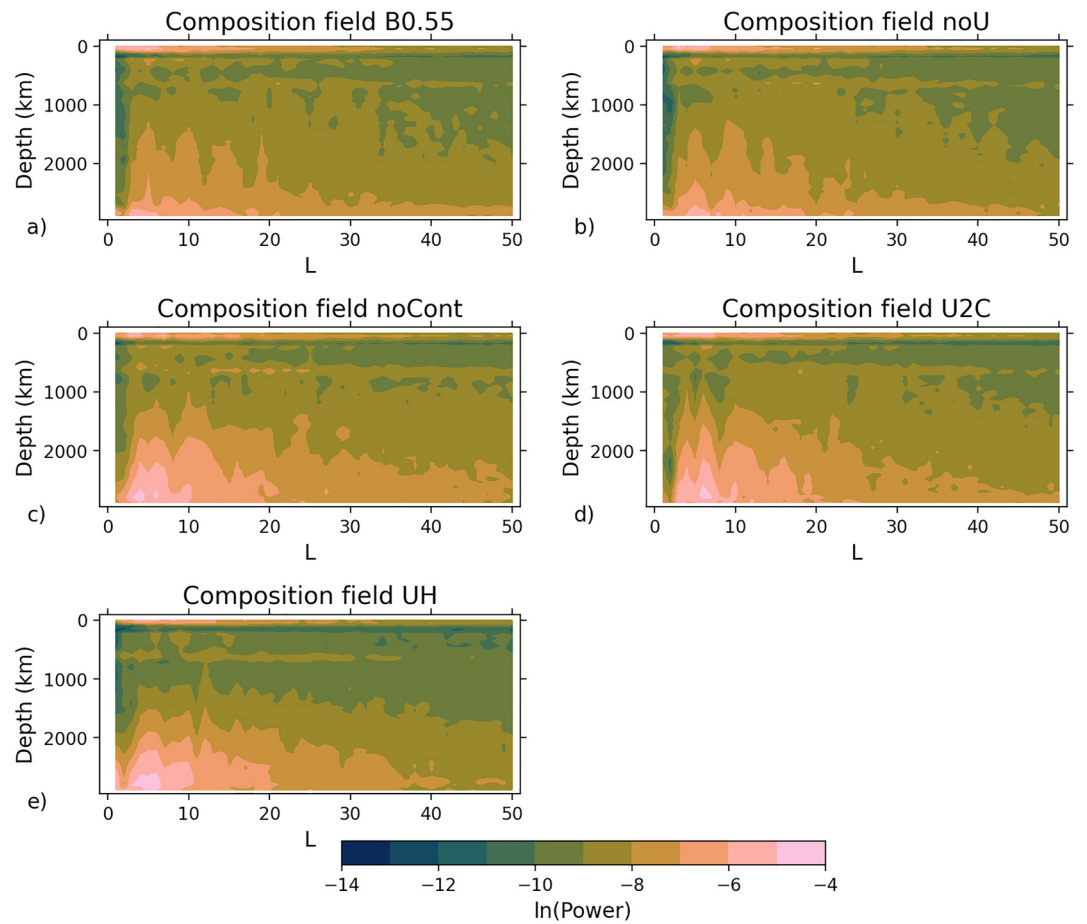 Composition field B0.55
Composition field noU
0
1000
2000
Depth (km)
0
1000
2000
Depth (km)
0 10 20 30 40 50
0 10 20 30 40 50
a)
b)
L
L
Composition field noCont
Composition field U2C
0
1000
2000
Depth (km)
0
1000
2000
Depth (km)
0 10 20 30 40 50
0 10 20 30 40 50
c)
d)
L
L
Composition field UH
0
1000
2000
Depth (km)
0 10 20 30 40 50
e)
L
−14 −12 −10 −8 −6 −4
ln(Power)